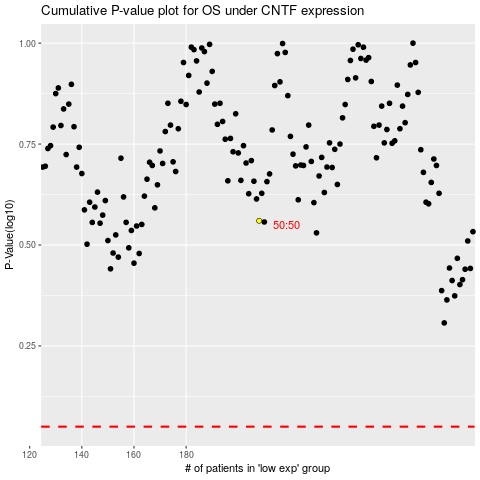 Cumulative P-value plot for OS under CNTF expression
P-Value(log10)
1.00
0.75
0.50
0.25
50:50
120 140 160 180
# of patients in 'low exp' group